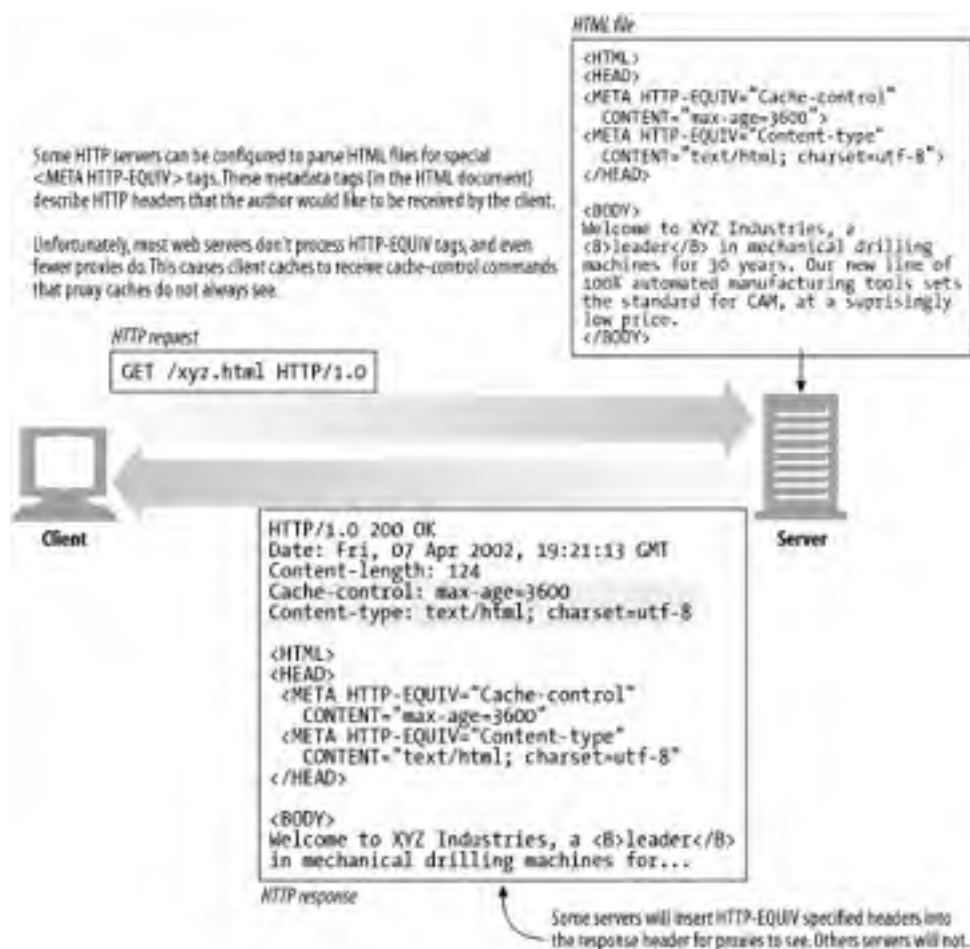 HTML file
<HTML>
<HEAD>
<META HTTP-EQUIV="Cache-control"
CONTENT="max-age=3600">
<META HTTP-EQUIV="Content-type"
CONTENT="text/html; charset=utf-8">
</HEAD>
<BODY>
Welcome to XYZ Industries, a
<B>leader</B> in mechanical drilling
machines for 30 years. Our new line of
100% automated manufacturing tools sets
the standard for CAM, at a suprisingly
low price.
</BODY>
Some HTTP servers can be configured to parse HTML files for special
<META HTTP-EQUIV> tags. These metadata tags (in the HTML document)
describe HTTP headers that the author would like to be received by the client.
Unfortunately, most web servers don't process HTTP-EQUIV tags, and even
fewer proxies do. This causes client caches to receive cache-control commands
that proxy caches do not always see.
HTTP request
GET /xyz.html HTTP/1.0
Client
Server
HTTP/1.0 200 OK
Date: Fri, 07 Apr 2002, 19:21:13 GMT
Content-length: 124
Cache-control: max-age=3600
Content-type: text/html; charset=utf-8
<HTML>
<HEAD>
<META HTTP-EQUIV="Cache-control"
CONTENT="max-age=3600"
<META HTTP-EQUIV="Content-type"
CONTENT="text/html; charset=utf-8"
</HEAD>
<BODY>
Welcome to XYZ Industries, a <B>leader</B>
in mechanical drilling machines for...
HTTP response
Some servers will insert HTTP-EQUIV specified headers into
the response header for proxies to see. Others servers will not.